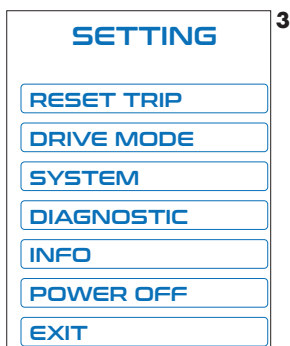 SETTING
3
RESET TRIP
DRIVE MODE
SYSTEM
DIAGNOSTIC
INFO
POWER OFF
EXIT